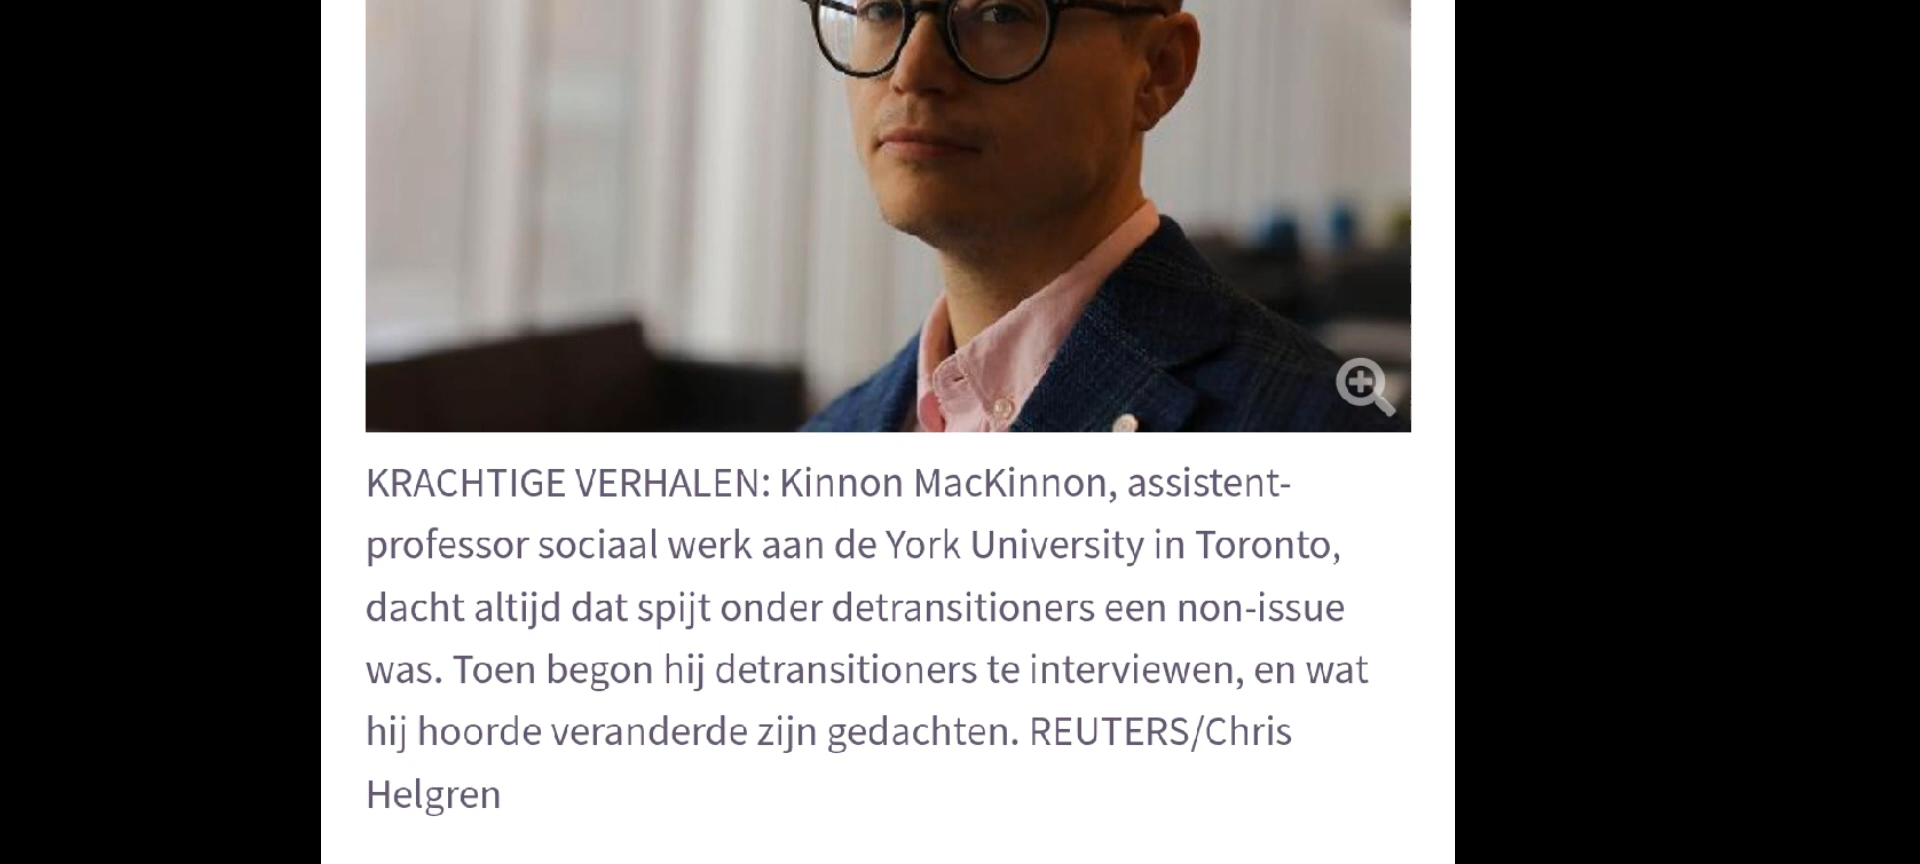 KRACHTIGE VERHALEN: Kinnon MacKinnon, assistent-
professor sociaal werk aan de York University in Toronto,
dacht altijd dat spijt onder detransitioners een non-issue
was. Toen begon hij detransitioners te interviewen, en wat
hij hoorde veranderde zijn gedachten. REUTERS/Chris
Helgren